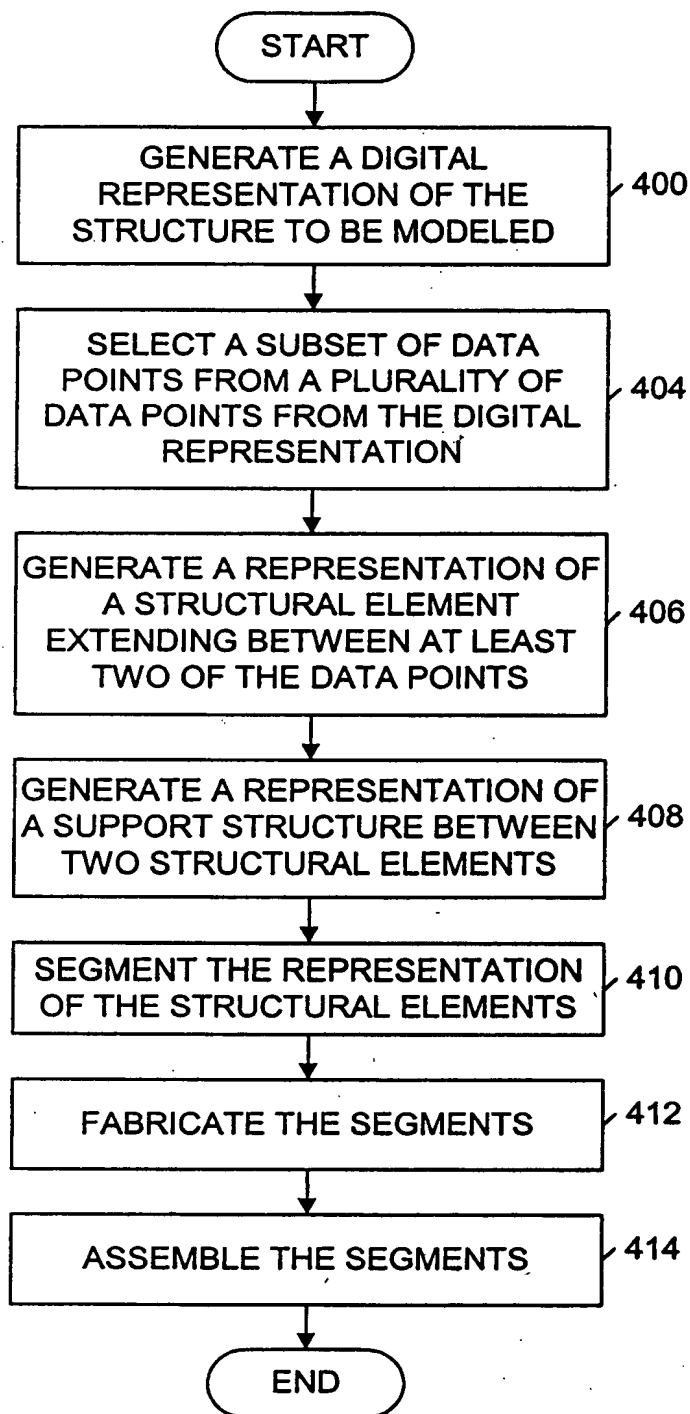 START
GENERATE A DIGITAL
REPRESENTATION OF THE
STRUCTURE TO BE MODELED
400
SELECT A SUBSET OF DATA
POINTS FROM A PLURALITY OF
DATA POINTS FROM THE DIGITAL
REPRESENTATION
404
GENERATE A REPRESENTATION OF
A STRUCTURAL ELEMENT
EXTENDING BETWEEN AT LEAST
TWO OF THE DATA POINTS
406
GENERATE A REPRESENTATION OF
A SUPPORT STRUCTURE BETWEEN
TWO STRUCTURAL ELEMENTS
408
SEGMENT THE REPRESENTATION
OF THE STRUCTURAL ELEMENTS
410
FABRICATE THE SEGMENTS
412
ASSEMBLE THE SEGMENTS
414
END